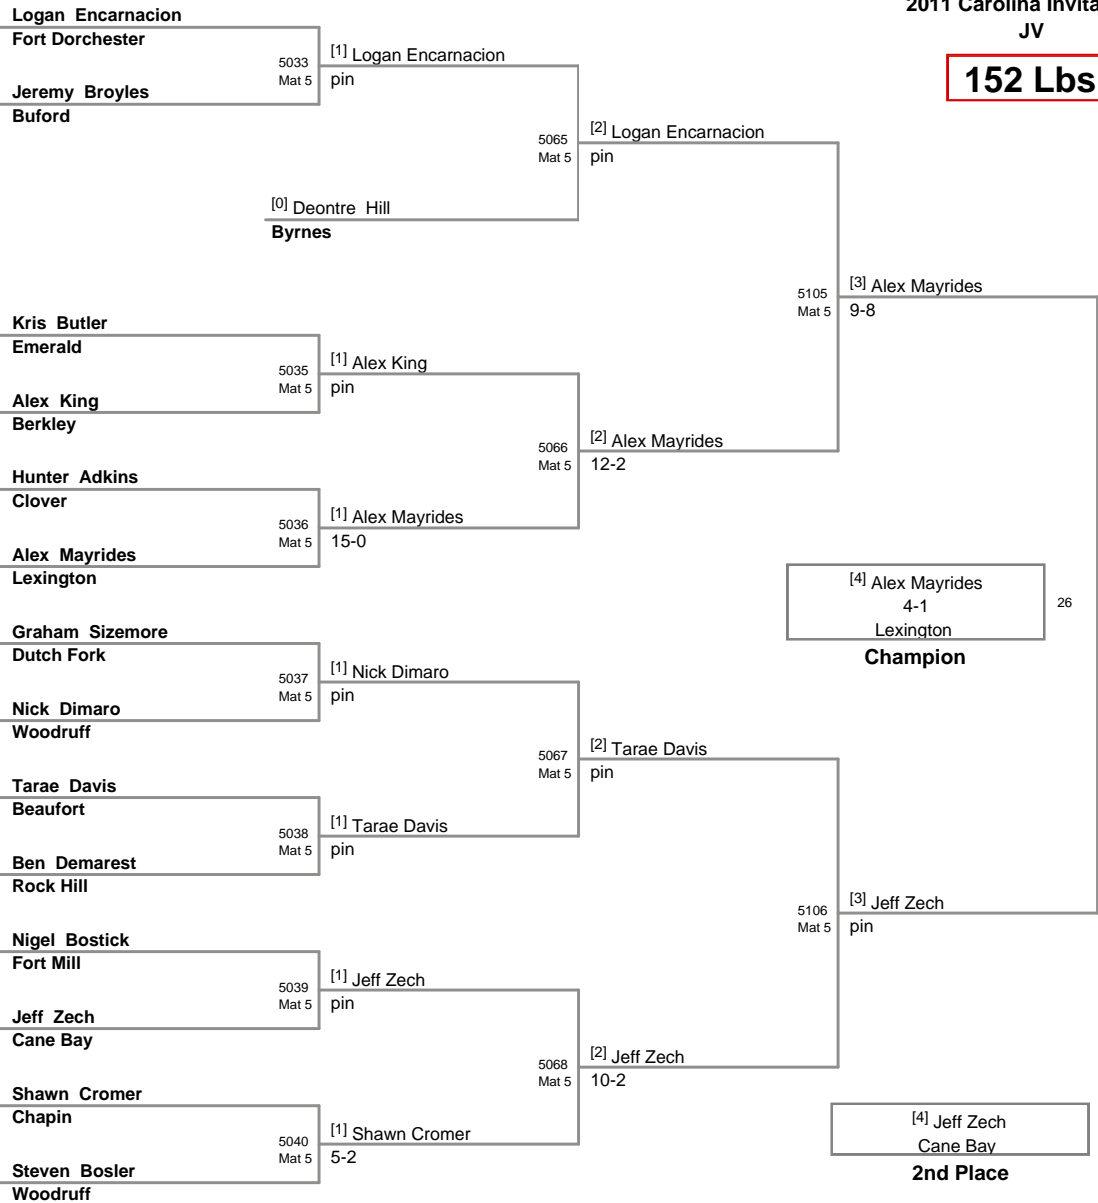 2011 Carolina Invita
JV
152 Lbs
Logan Encarnacion
Fort Dorchester
5033
Mat 5
[1] Logan Encarnacion
pin
Jeremy Broyles
Buford
5065
Mat 5
[2] Logan Encarnacion
pin
[0] Deontre Hill
Byrnes
5105
Mat 5
[3] Alex Mayrides
9-8
Kris Butler
Emerald
5035
Mat 5
[1] Alex King
pin
Alex King
Berkley
5066
Mat 5
[2] Alex Mayrides
12-2
Hunter Adkins
Clover
5036
Mat 5
[1] Alex Mayrides
15-0
Alex Mayrides
Lexington
[4] Alex Mayrides
4-1
Lexington
26
Champion
Graham Sizemore
Dutch Fork
5037
Mat 5
[1] Nick Dimaro
pin
Nick Dimaro
Woodruff
5067
Mat 5
[2] Tarae Davis
pin
Tarae Davis
Beaufort
5038
Mat 5
[1] Tarae Davis
pin
Ben Demarest
Rock Hill
5106
Mat 5
[3] Jeff Zech
pin
Nigel Bostick
Fort Mill
5039
Mat 5
[1] Jeff Zech
pin
Jeff Zech
Cane Bay
5068
Mat 5
[2] Jeff Zech
10-2
Shawn Cromer
Chapin
5040
Mat 5
[1] Shawn Cromer
5-2
Steven Bosler
Woodruff
[4] Jeff Zech
Cane Bay
2nd Place